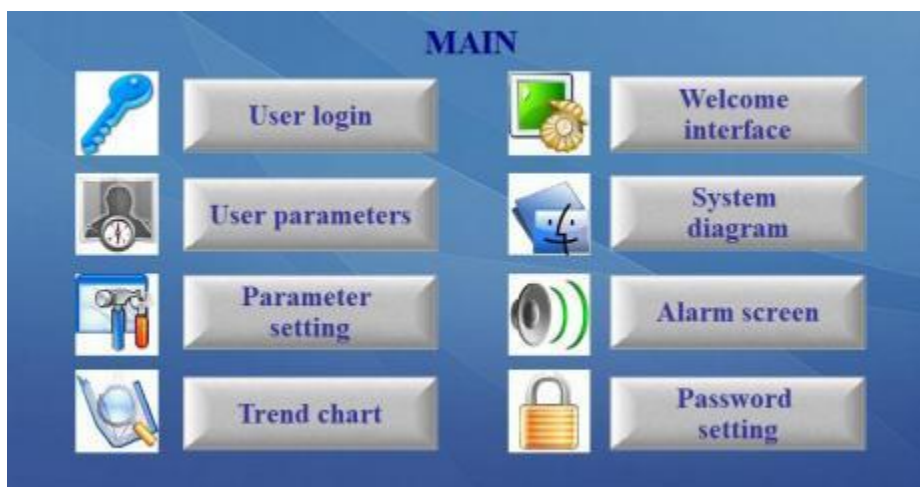 MAIN
User login
Welcome
interface
User parameters
System
diagram
Parameter
setting
Alarm screen
Trend chart
Password
setting